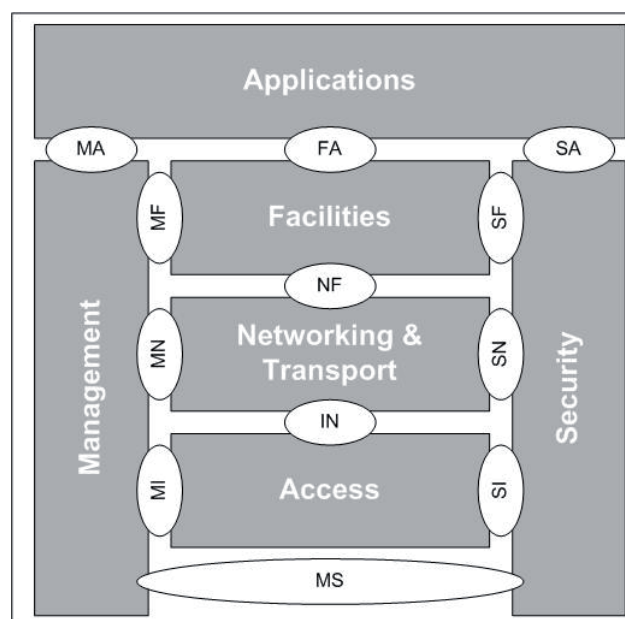 Applications
MA
FA
SA
MF
Facilities
SF
NF
Management
MN
Networking &
Transport
SN
Security
IN
MI
Access
SI
MS